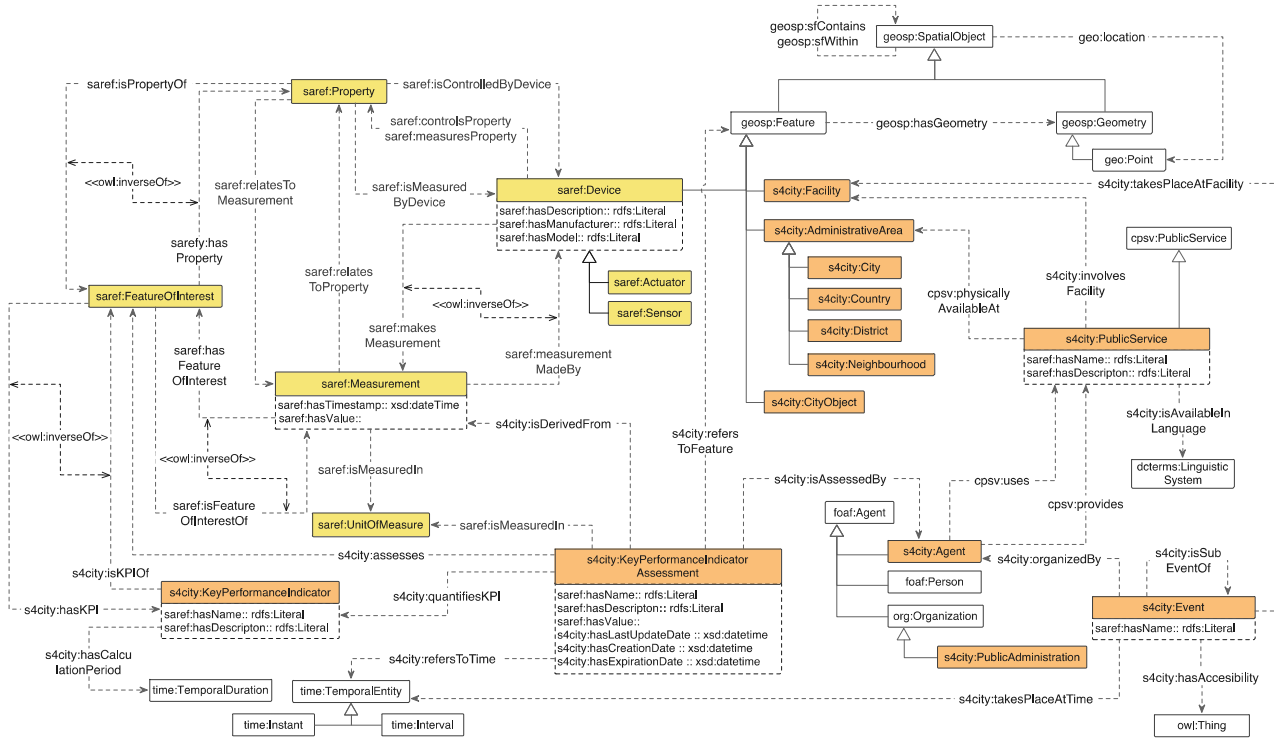 geosp:sfContains
geosp:sfWithin
geosp:SpatialObject
geo:location
saref:isPropertyOf
saref:Property
saref:isControlledByDevice
saref:controlsProperty
saref:measuresProperty
geosp:Feature
geosp:hasGeometry
geosp:Geometry
geo:Point
<<owl:inverseOf>>
saref:relatesTo
Measurement
saref:isMeasured
ByDevice
saref:Device
saref:hasDescription:: rdfs:Literal
saref:hasManufacturer:: rdfs:Literal
saref:hasModel:: rdfs:Literal
s4city:Facility
s4city:takesPlaceAtFacility
s4city:AdministrativeArea
cpsv:PublicService
sarefy:has
Property
saref:relates
ToProperty
saref:Actuator
saref:Sensor
s4city:City
s4city:Country
s4city:District
s4city:Neighbourhood
s4city:CityObject
s4city:involves
Facility
cpsv:physically
AvailableAt
saref:FeatureOfInterest
<<owl:inverseOf>>
saref:makes
Measurement
saref:measurement
MadeBy
saref:has
Feature
OfInterest
s4city:PublicService
saref:hasName:: rdfs:Literal
saref:hasDescripton:: rdfs:Literal
saref:Measurement
saref:hasTimestamp:: xsd:dateTime
saref:hasValue::
s4city:isDerivedFrom
s4city:refers
ToFeature
s4city:isAvailableIn
Language
<<owl:inverseOf>>
<<owl:inverseOf>>
saref:isMeasuredIn
s4city:isAssessedBy
cpsv:uses
cpsv:provides
dcterms:Linguistic
System
saref:isFeature
OfInterestOf
saref:UnitOfMeasure
saref:isMeasuredIn
foaf:Agent
s4city:assesses
s4city:Agent
s4city:organizedBy
s4city:isSub
EventOf
s4city:isKPIOf
s4city:KeyPerformanceIndicator
saref:hasName:: rdfs:Literal
saref:hasDescripton:: rdfs:Literal
s4city:quantifiesKPI
s4city:KeyPerformanceIndicator
Assessment
saref:hasName:: rdfs:Literal
saref:hasDescripton:: rdfs:Literal
saref:hasValue::
s4city:hasLastUpdateDate :: xsd:datetime
s4city:hasCreationDate :: xsd:datetime
s4city:hasExpirationDate :: xsd:datetime
foaf:Person
org:Organization
s4city:PublicAdministration
s4city:Event
saref:hasName:: rdfs:Literal
s4city:hasKPI
s4city:hasCalcu
lationPeriod
s4city:refersToTime
time:TemporalDuration
time:TemporalEntity
s4city:takesPlaceAtTime
s4city:hasAccesibility
time:Instant
time:Interval
owl:Thing